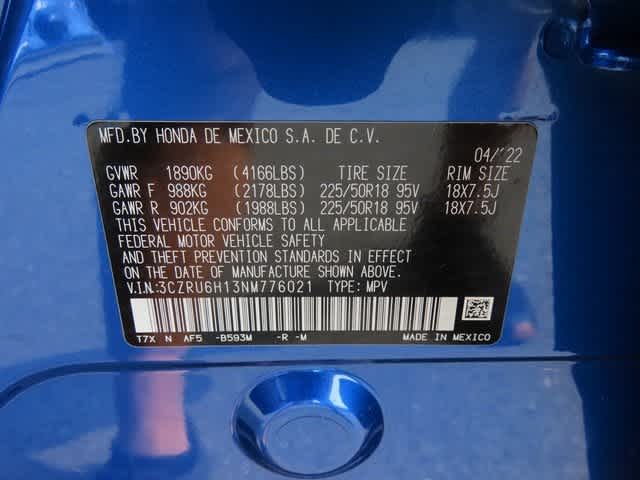 MFD.BY HONDA DE MEXICO S.A. DE C.V.
04/'22
GVWR 1890KG (4166LBS) TIRE SIZE RIM SIZE
GAWR F 988KG (2178LBS) 225/50R18 95V 18X7.5J
GAWR R 902KG (1988LBS) 225/50R18 95V 18X7.5J
THIS VEHICLE CONFORMS TO ALL APPLICABLE
FEDERAL MOTOR VEHICLE SAFETY
AND THEFT PREVENTION STANDARDS IN
EFFECT ON THE DATE OF MANUFACTURE SHOWN ABOVE.
V.I.N:3CZRU6H13NM776021 TYPE: MPV
T7X N AF5 -B593M -R -M MADE IN MEXICO